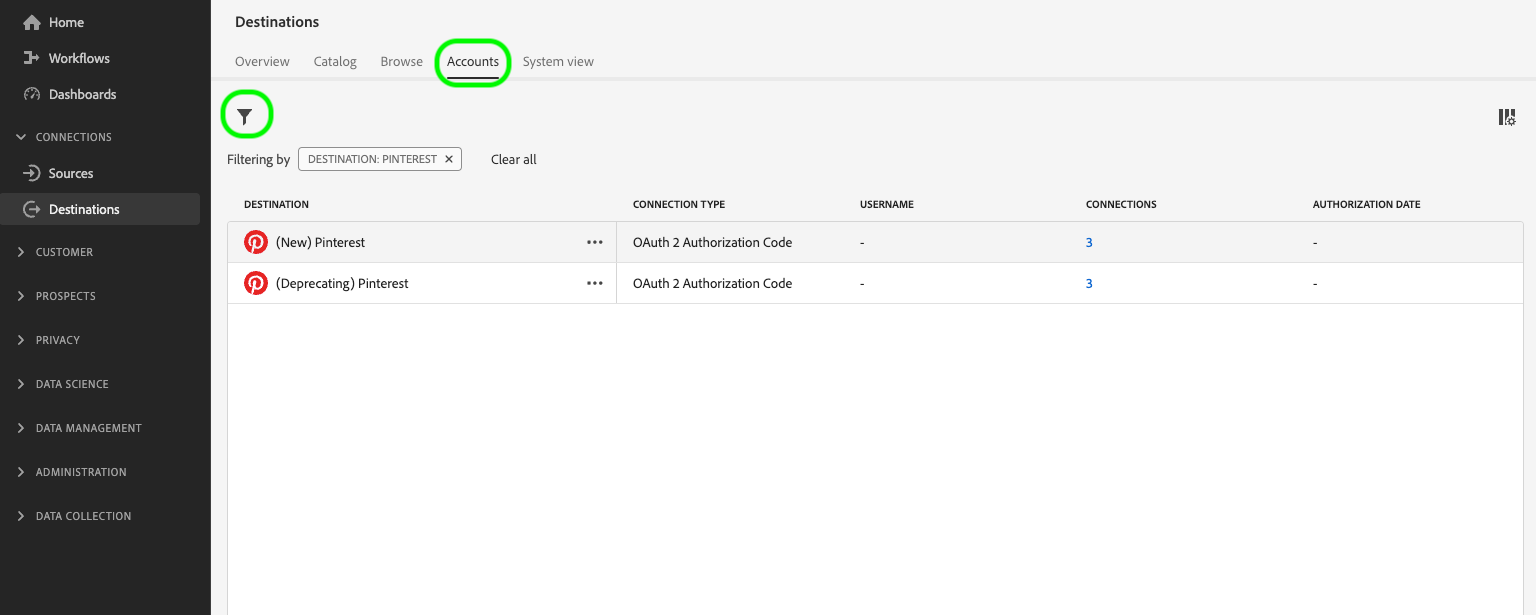 Home
Workflows
Dashboards
CONNECTIONS
Sources
Destinations
CUSTOMER
PROSPECTS
PRIVACY
DATA SCIENCE
DATA MANAGEMENT
ADMINISTRATION
DATA COLLECTION
Destinations
Overview Catalog Browse Accounts System view
Filtering by DESTINATION: PINTEREST ✕ Clear all
DESTINATION CONNECTION TYPE USERNAME CONNECTIONS AUTHORIZATION DATE
(New) Pinterest ••• OAuth 2 Authorization Code - 3 -
(Deprecating) Pinterest ••• OAuth 2 Authorization Code - 3 -